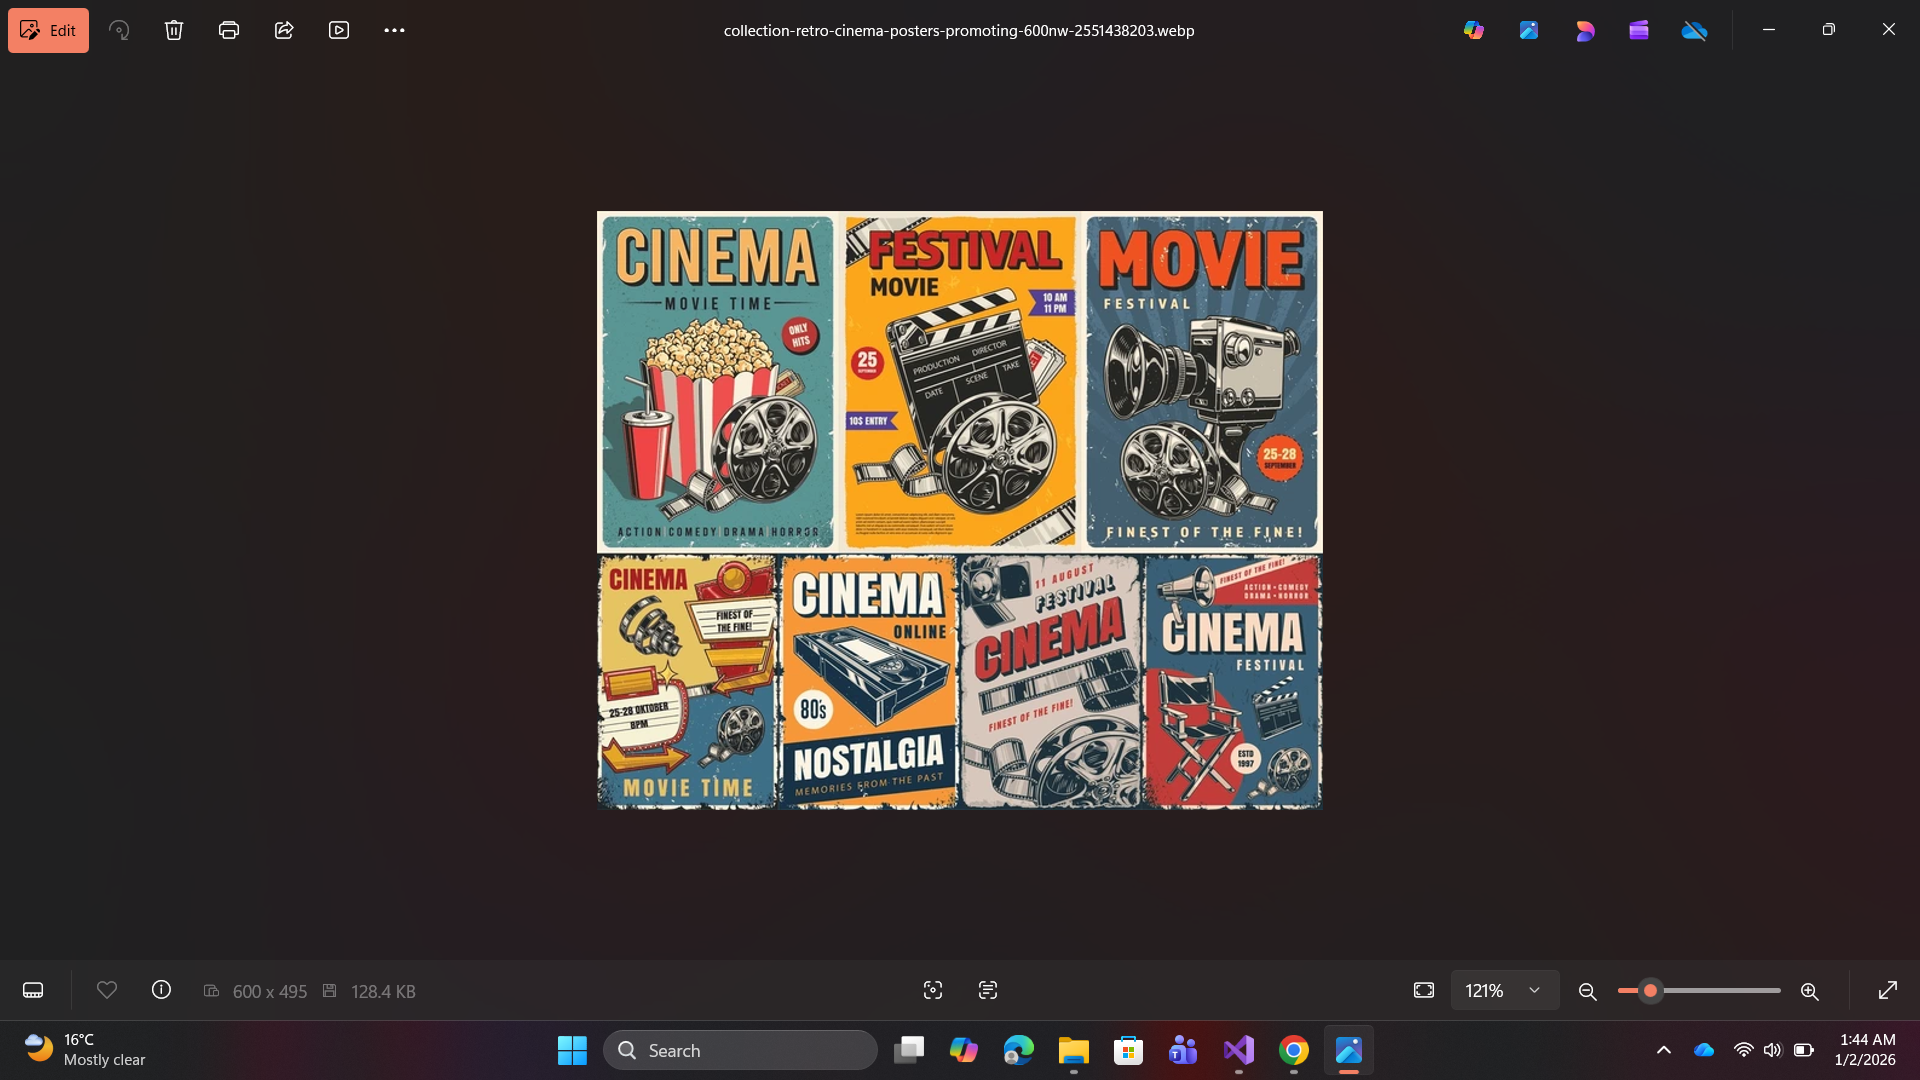 Edit
collection-retro-cinema-posters-promoting-600nw-2551438203.webp
CINEMA
MOVIE TIME
ONLY
HITS
ACTION COMEDY DRAMA HORROR
FESTIVAL
MOVIE
10 AM
11 PM
25
SEPTEMBER
PRODUCTION DIRECTOR
DATE SCENE TAKE
10$ ENTRY
MOVIE
FESTIVAL
25-28
SEPTEMBER
FINEST OF THE FINE!
CINEMA
FINEST OF
THE FINE!
25-28 OKTOBER
8PM
MOVIE TIME
CINEMA
ONLINE
80's
NOSTALGIA
MEMORIES FROM THE PAST
11 AUGUST
FESTIVAL
CINEMA
FINEST OF THE FINE!
FINEST OF THE FINE!
ACTION • COMEDY
DRAMA • HORROR
CINEMA
FESTIVAL
ESTD
1997
600 x 495
128.4 KB
121%
16°C
Mostly clear
Search
1:44 AM
1/2/2026